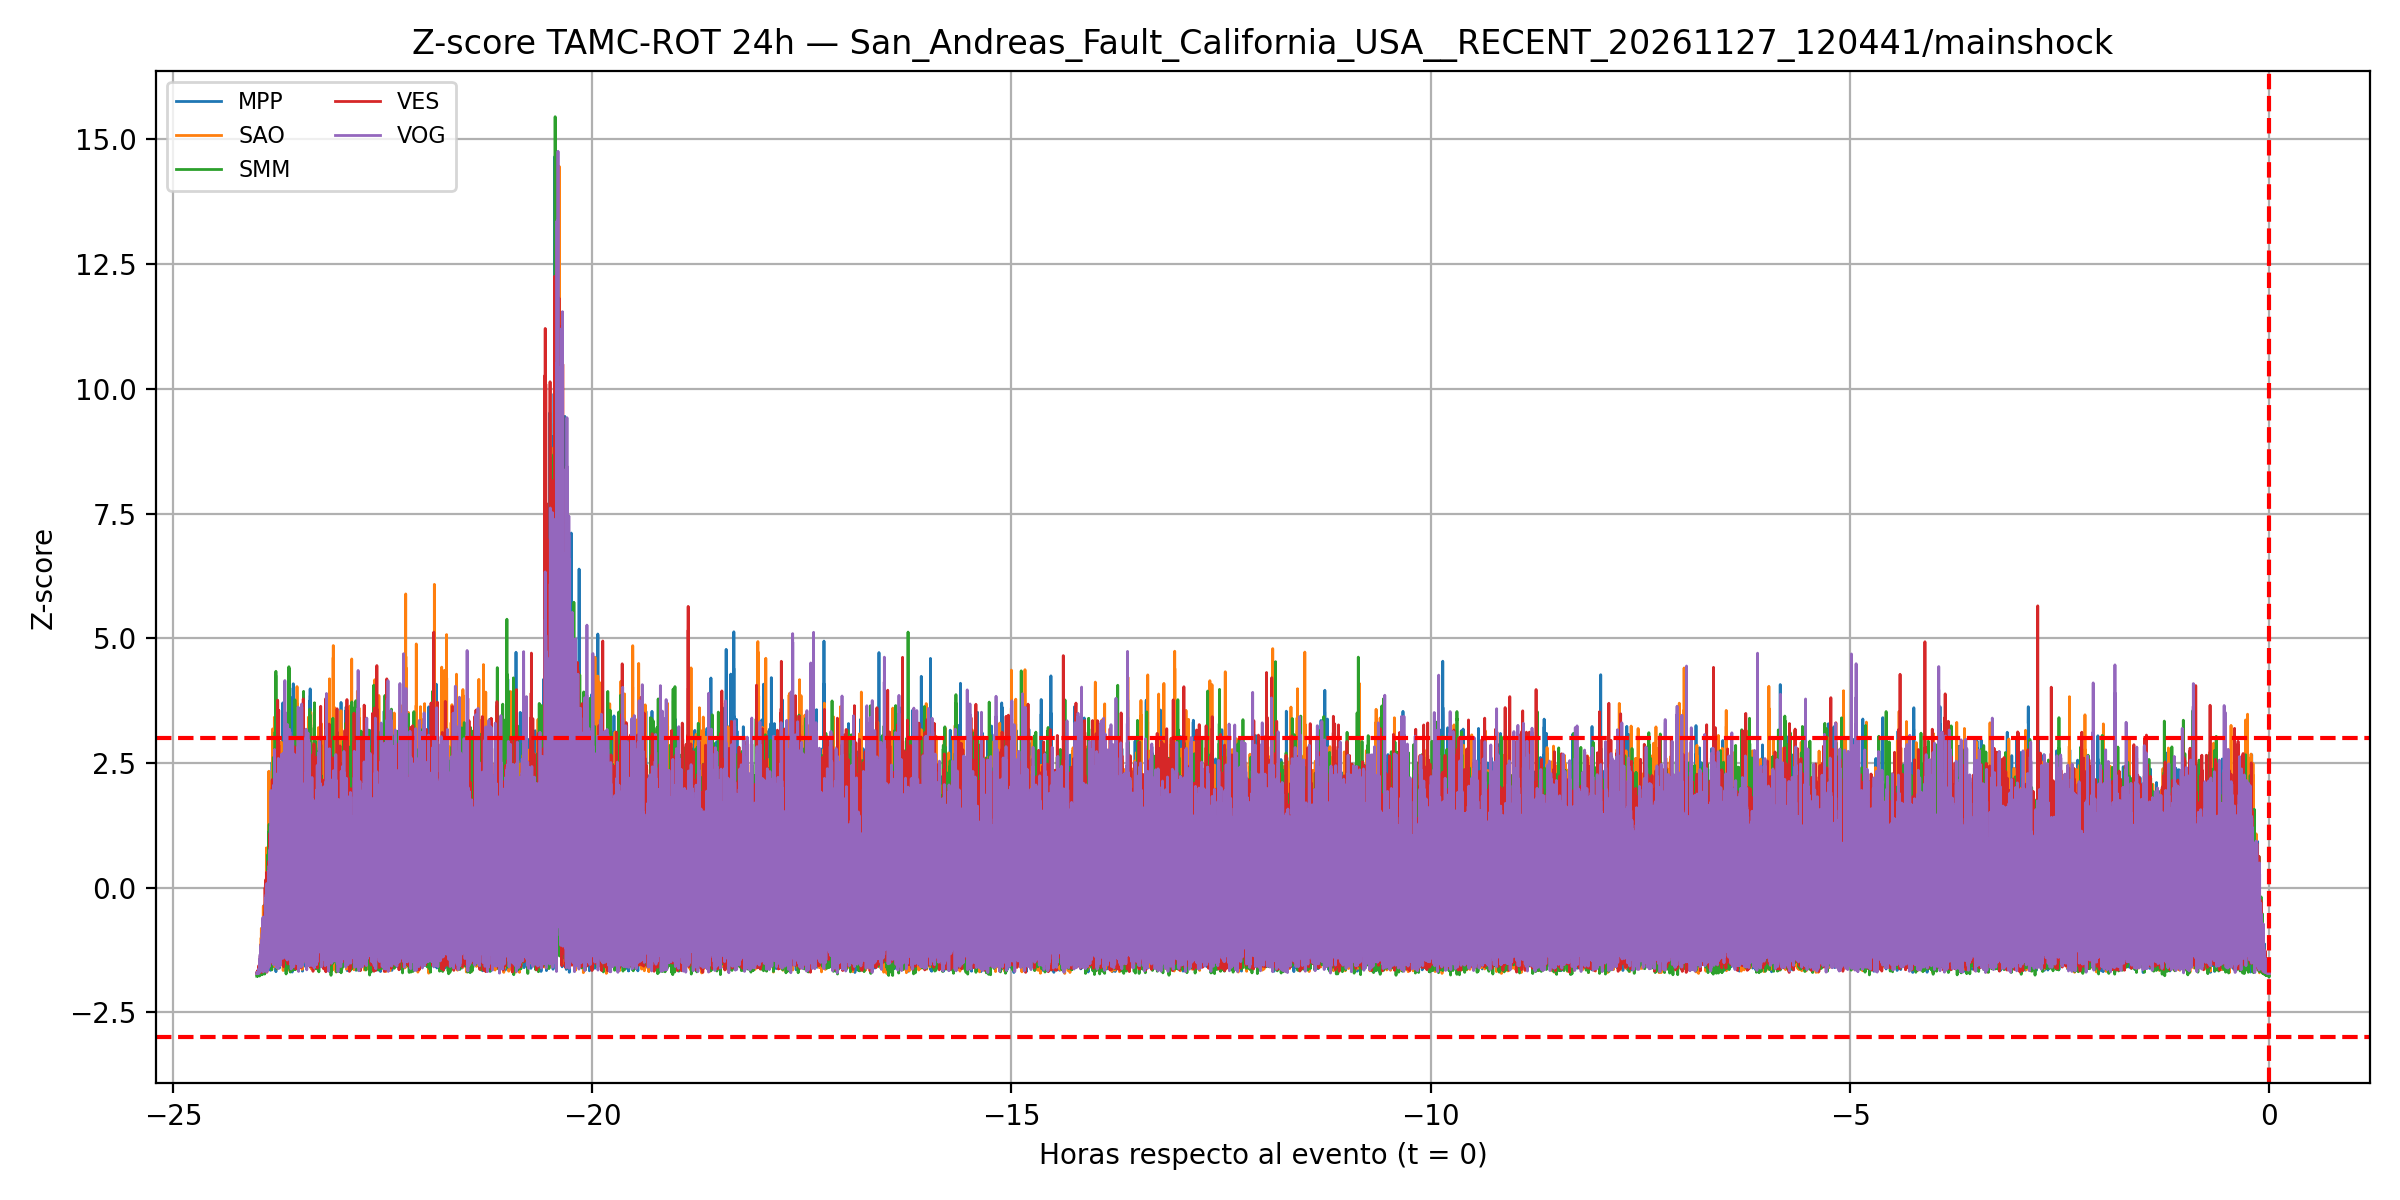 Z-score TAMC-ROT 24h — San_Andreas_Fault_California_USA__RECENT_20261127_120441/mainshock
MPP
SAO
SMM
VES
VOG
15.0
12.5
10.0
7.5
5.0
2.5
0.0
−2.5
Z-score
−25
−20
−15
−10
−5
0
Horas respecto al evento (t = 0)